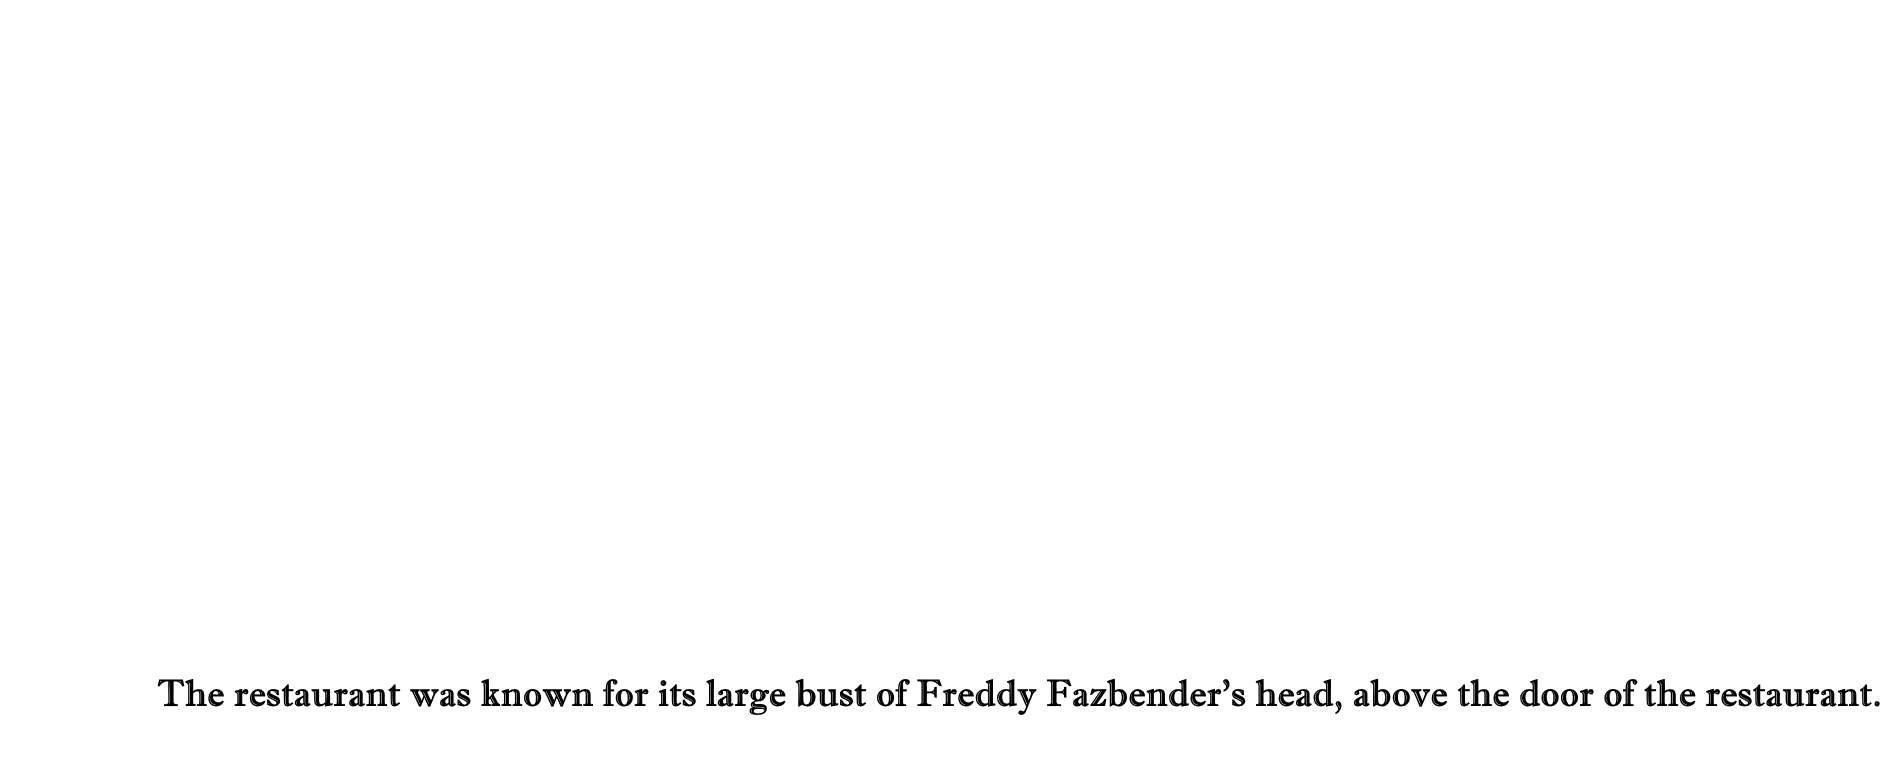 The restaurant was known for its large bust of Freddy Fazbender’s head, above the door of the restaurant.